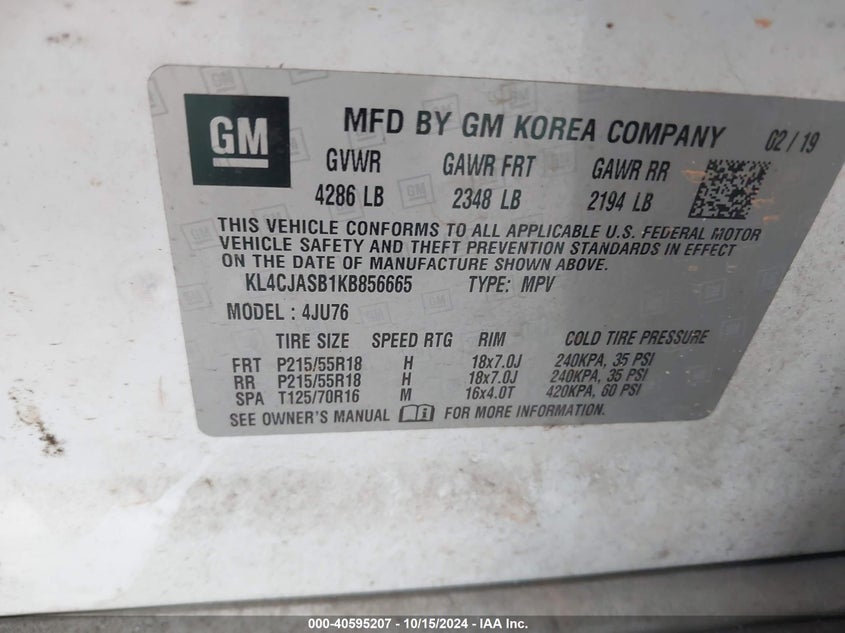 GM
MFD BY GM KOREA COMPANY 02/19
GVWR GAWR FRT GAWR RR
4286 LB 2348 LB 2194 LB
THIS VEHICLE CONFORMS TO ALL APPLICABLE U.S. FEDERAL MOTOR
VEHICLE SAFETY AND THEFT PREVENTION STANDARDS IN EFFECT
ON THE DATE OF MANUFACTURE SHOWN ABOVE.
KL4CJASB1KB856665 TYPE: MPV
MODEL : 4JU76
TIRE SIZE SPEED RTG RIM COLD TIRE PRESSURE
FRT P215/55R18 H 18x7.0J 240KPA, 35 PSI
RR P215/55R18 H 18x7.0J 240KPA, 35 PSI
SPA T125/70R16 M 16x4.0T 420KPA, 60 PSI
SEE OWNER'S MANUAL FOR MORE INFORMATION.
000-40595207 - 10/15/2024 - IAA Inc.